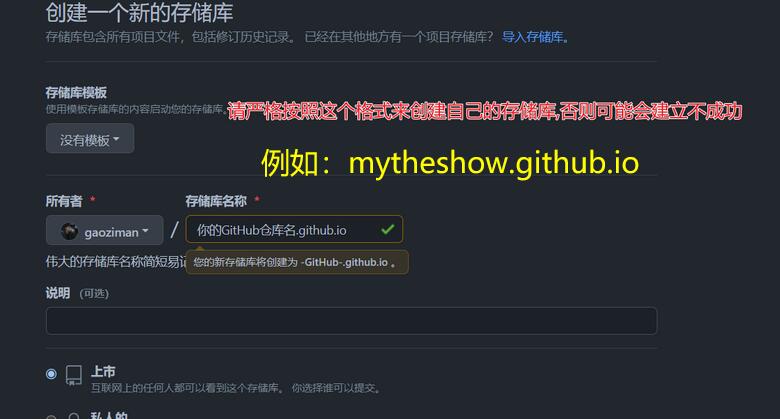 创建一个新的存储库
存储库包含所有项目文件，包括修订历史记录。 已经在其他地方有一个项目存储库？ 导入存储库。
存储库模板
使用模板存储库的内容启动您的存储库。
请严格按照这个格式来创建自己的存储库,否则可能会建立不成功
没有模板
例如：mytheshow.github.io
所有者 * 存储库名称 *
gaoziman / 你的GitHub仓库名.github.io
伟大的存储库名称简短易记
您的新存储库将创建为 -GitHub-.github.io 。
说明 (可选)
上市
互联网上的任何人都可以看到这个存储库。 你选择谁可以提交。
私人的